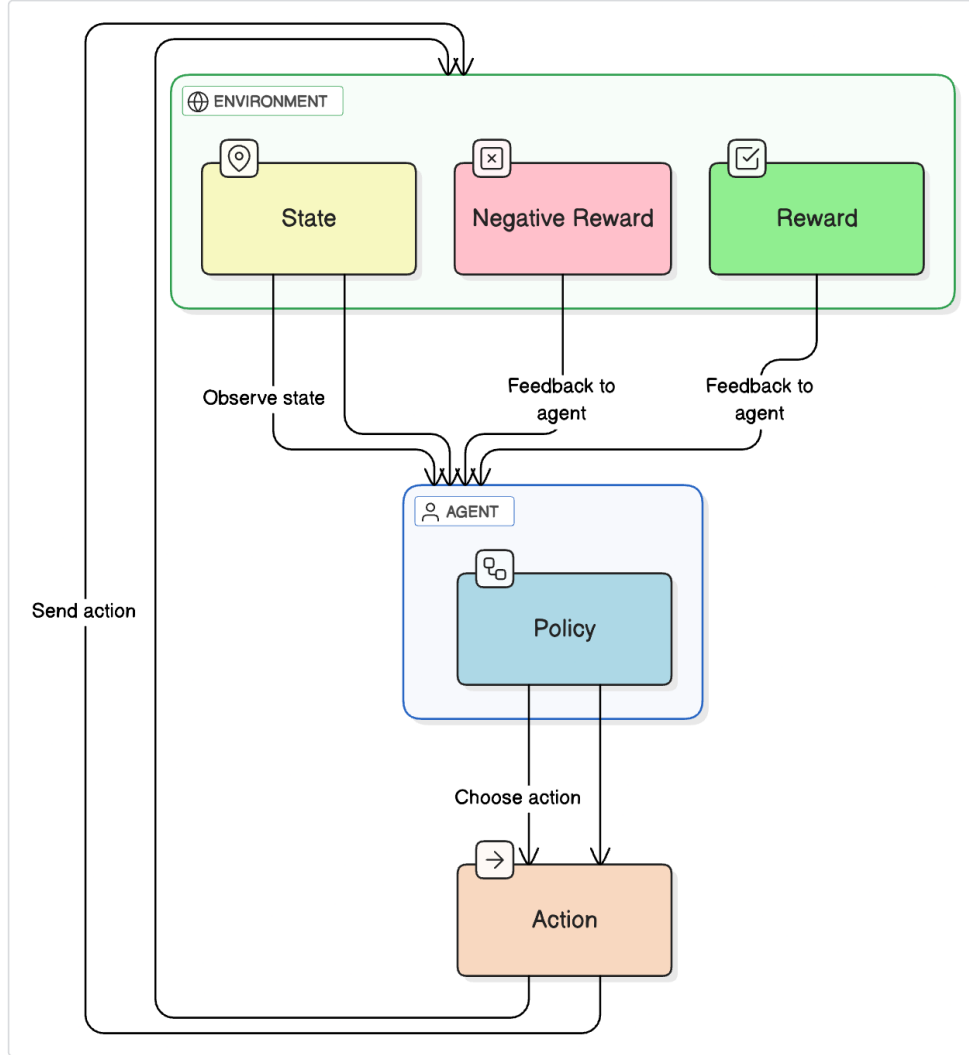 ENVIRONMENT
State
Negative Reward
Reward
Observe state
Feedback to
agent
Feedback to
agent
AGENT
Policy
Send action
Choose action
Action